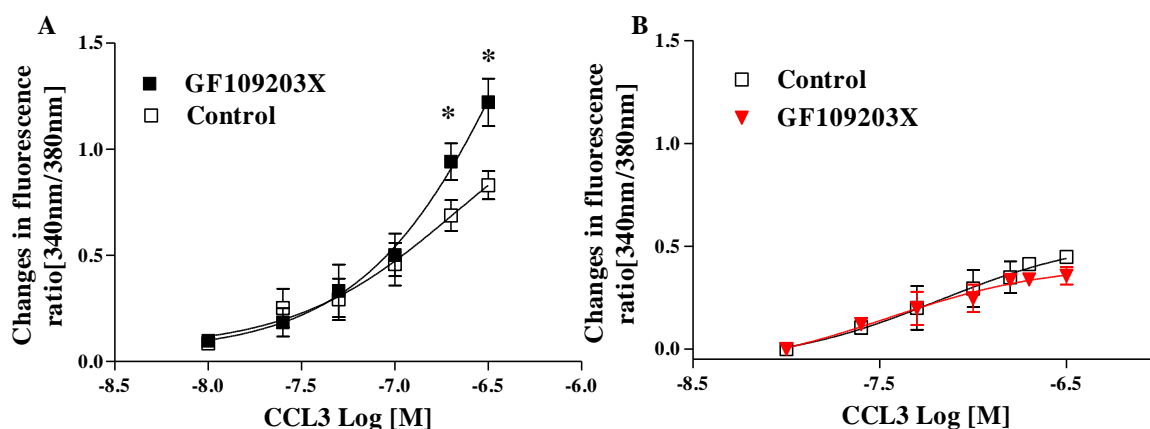 A
1.5
1.0
0.5
0.0
Changes in fluorescence
ratio[340nm/380nm]
GF109203X
Control
*
*
-8.0 -7.5 -7.0 -6.5 -6.0
CCL3 Log [M]
B
1.5
1.0
0.5
0.0
Changes in fluorescence
ratio[340nm/380nm]
Control
GF109203X
-8.5 -7.5 -6.5
CCL3 Log [M]